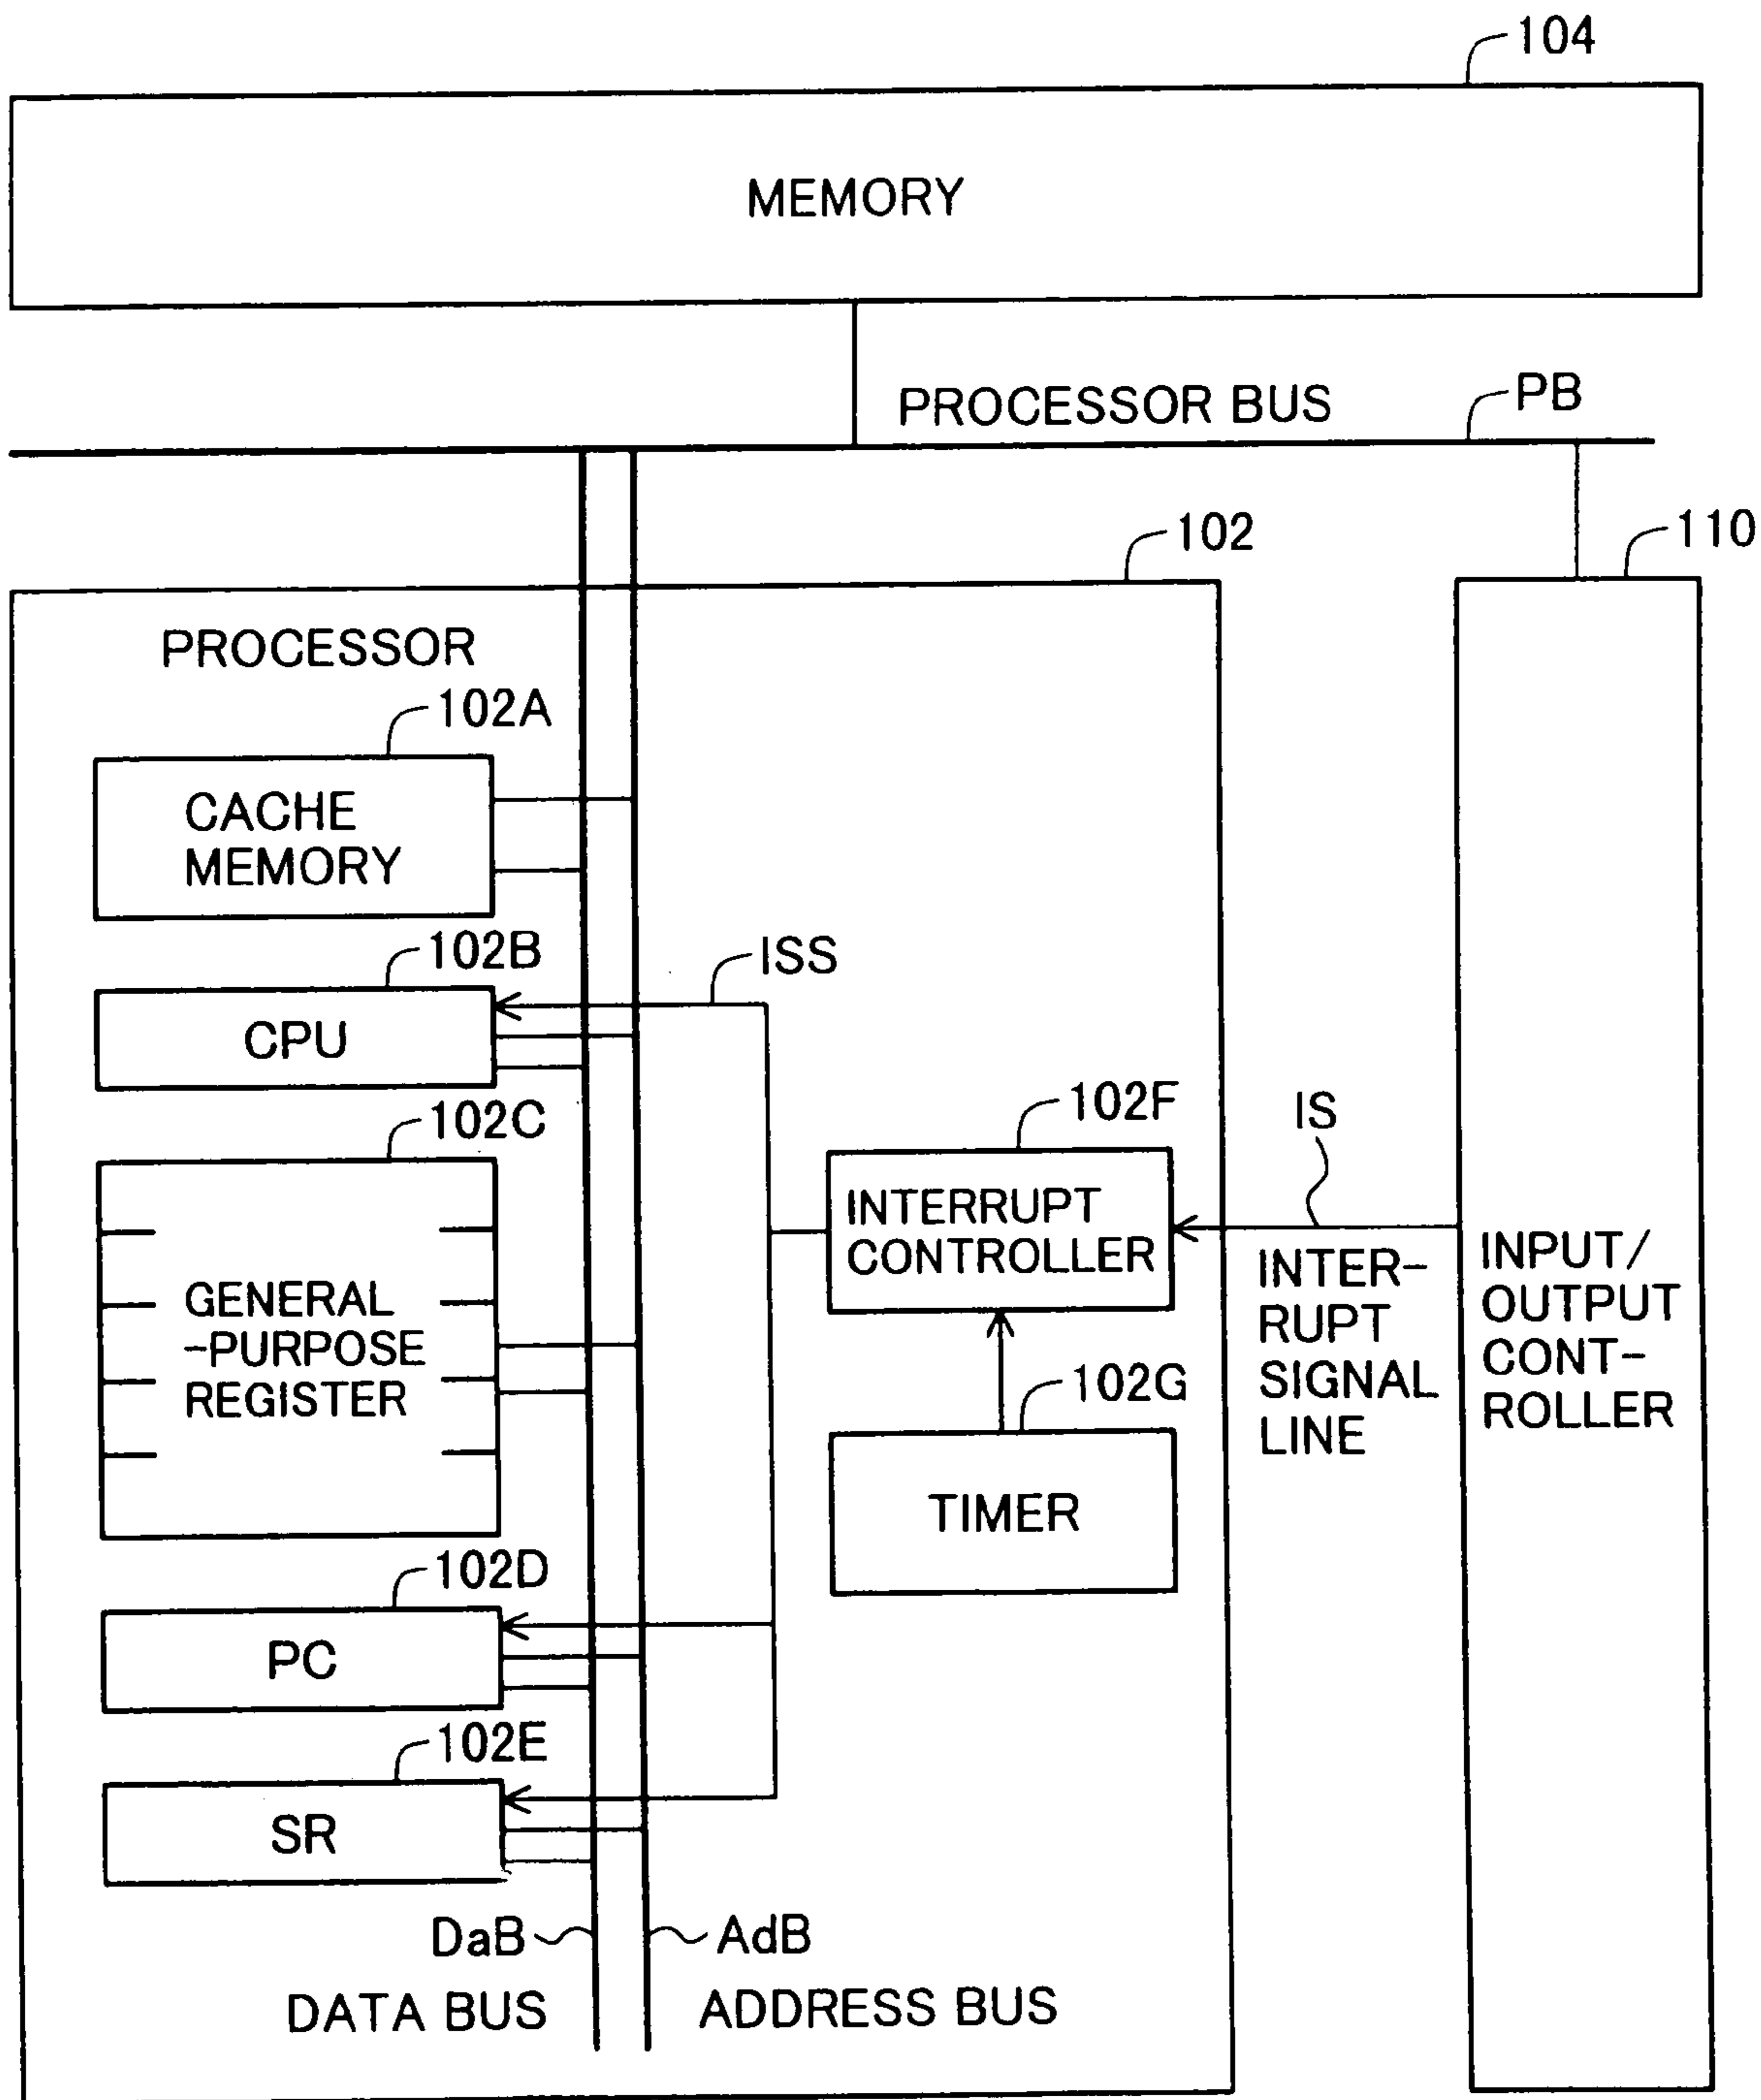 104
MEMORY
PROCESSOR BUS
PB
102
110
PROCESSOR
102A
CACHE
MEMORY
102B
ISS
CPU
102C
102F
IS
GENERAL
-PURPOSE
REGISTER
INTERRUPT
CONTROLLER
INTER-
RUPT
SIGNAL
LINE
INPUT/
OUTPUT
CONT-
ROLLER
102G
TIMER
102D
PC
102E
SR
DaB
AdB
DATA BUS
ADDRESS BUS